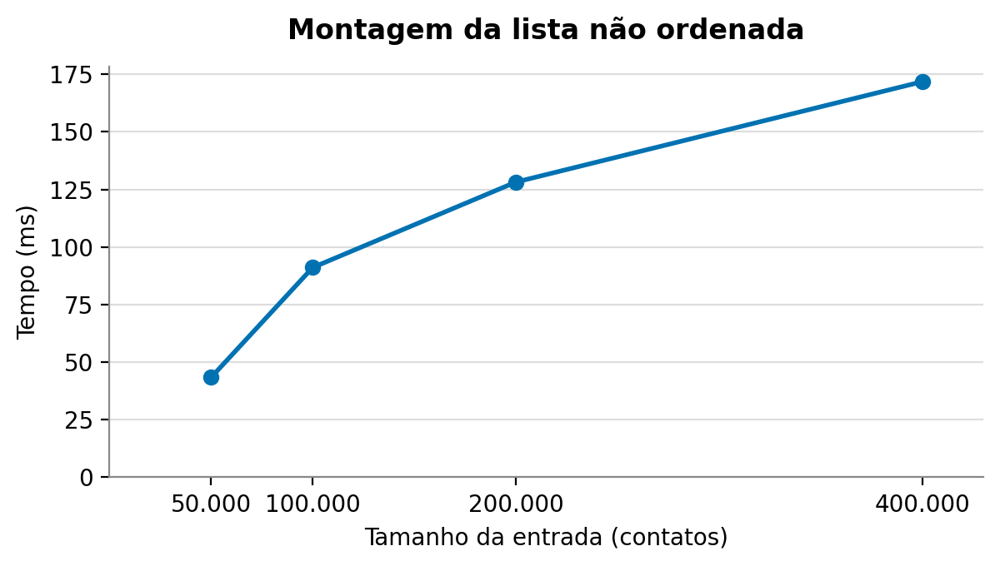 Montagem da lista não ordenada
Tempo (ms)
175
150
125
100
75
50
25
0
50.000 100.000 200.000 400.000
Tamanho da entrada (contatos)